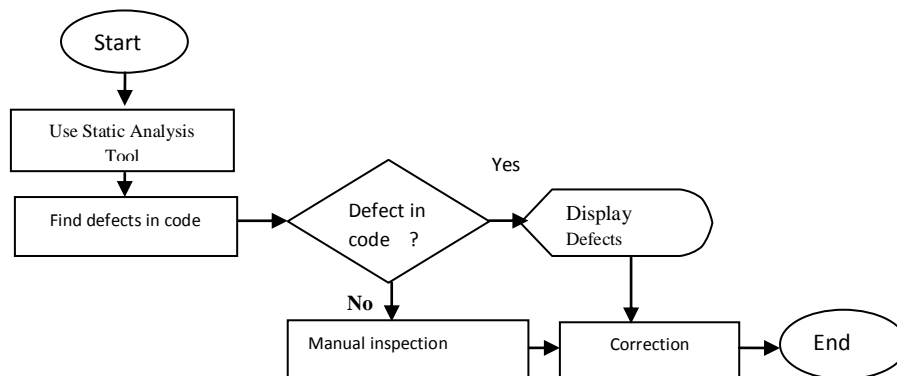 Start
Use Static Analysis
Tool
Find defects in code
Defect in
code ?
Yes
Display
Defects
No
Manual inspection
Correction
End